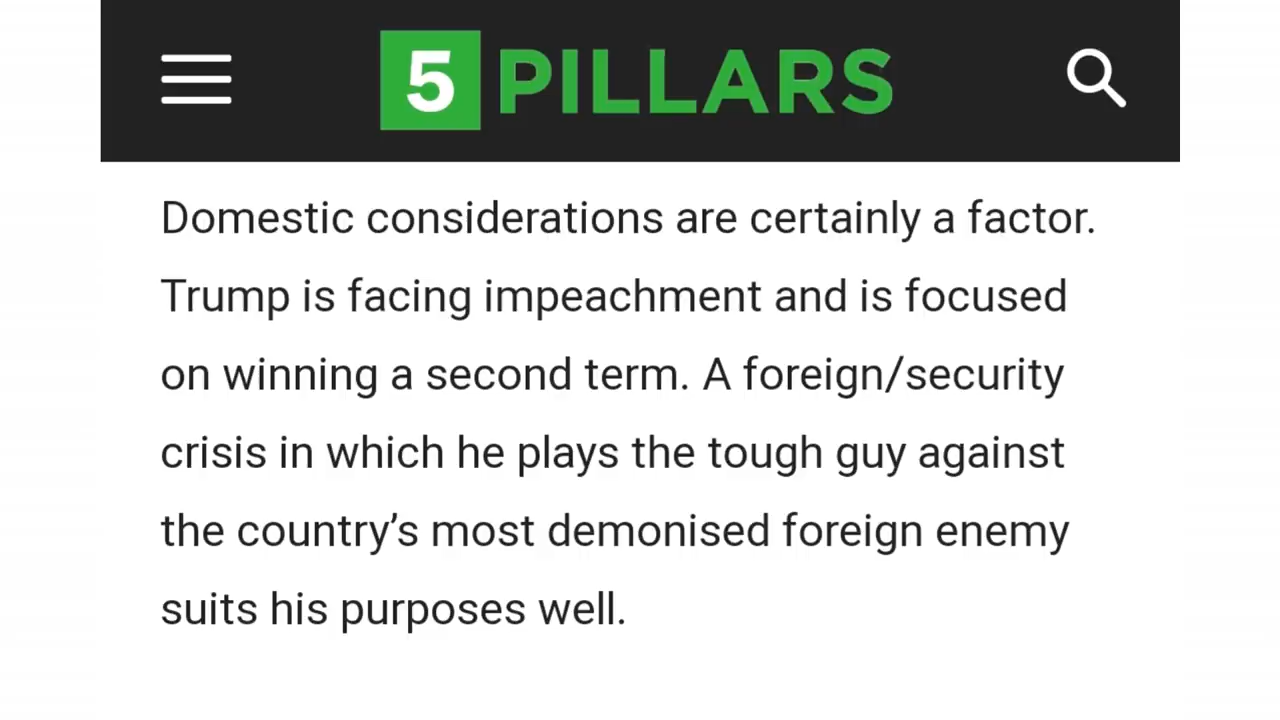 5 PILLARS
Domestic considerations are certainly a factor.
Trump is facing impeachment and is focused
on winning a second term. A foreign/security
crisis in which he plays the tough guy against
the country’s most demonised foreign enemy
suits his purposes well.